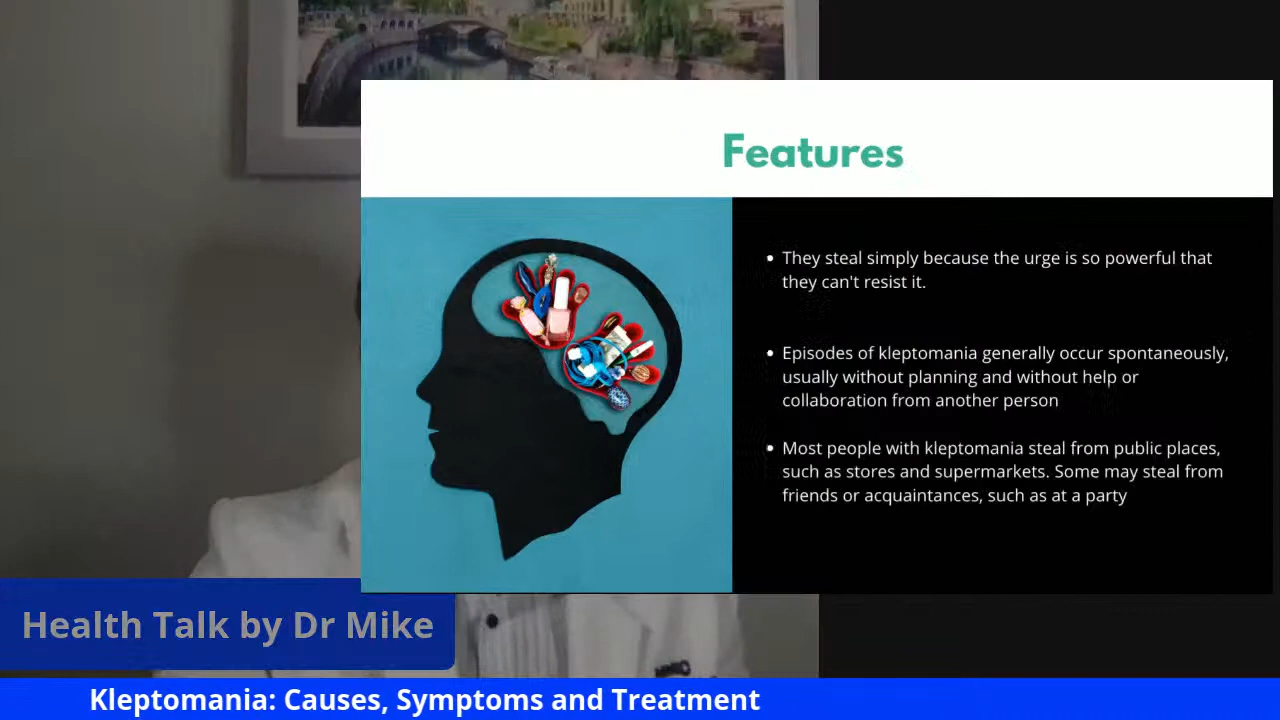 Features
• They steal simply because the urge is so powerful that
they can't resist it.
• Episodes of kleptomania generally occur spontaneously,
usually without planning and without help or
collaboration from another person
• Most people with kleptomania steal from public places,
such as stores and supermarkets. Some may steal from
friends or acquaintances, such as at a party
Health Talk by Dr Mike
Kleptomania: Causes, Symptoms and Treatment